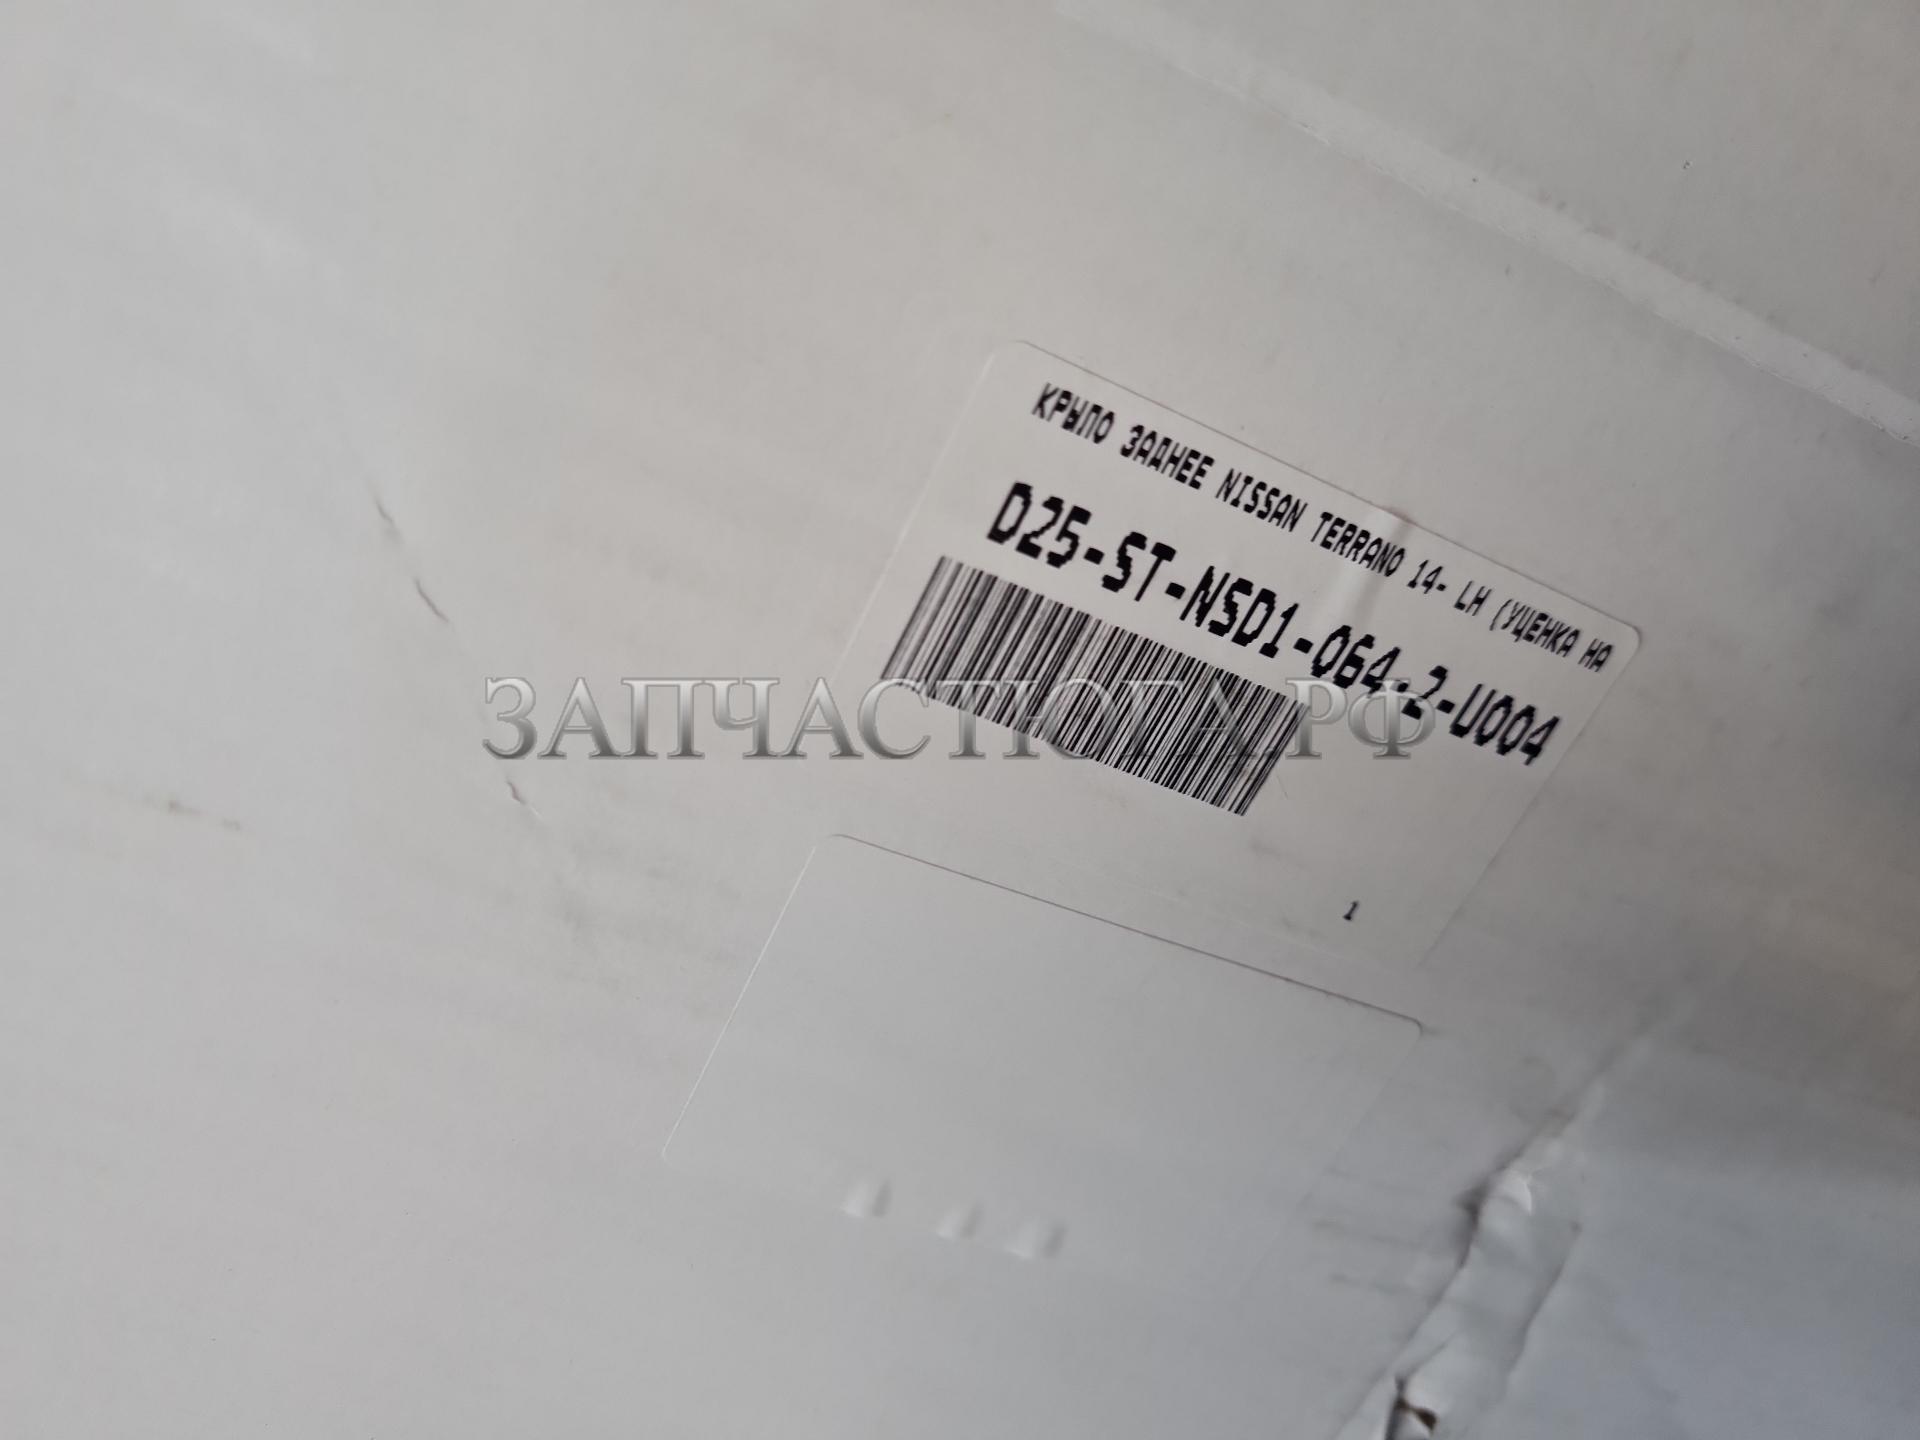 КРЫЛО ЗАДНЕЕ NISSAN TERRANO 14- LH (УЦЕНКА НА
D25-ST-NSD1-064-2-U004
ЗАПЧАСТЮГА.РФ
1